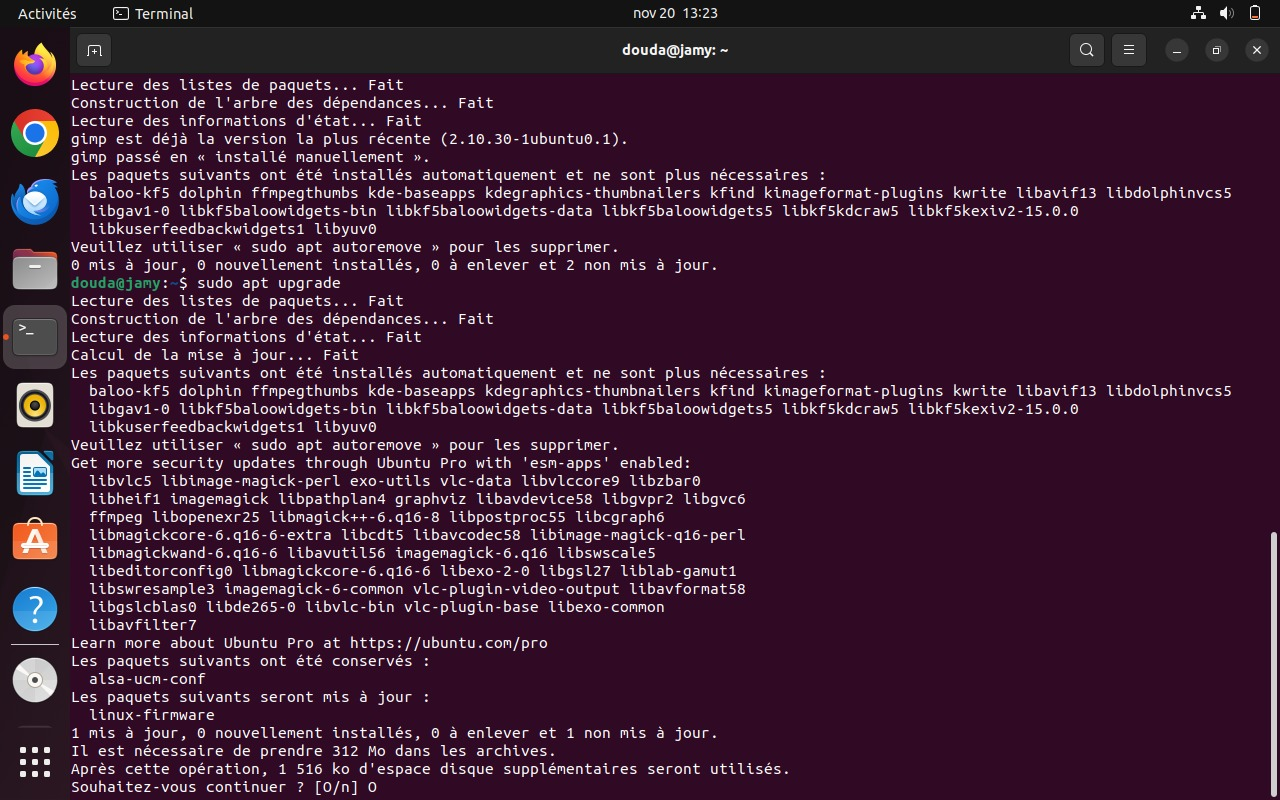 Activités
Terminal
nov 20 13:23
douda@jamy: ~
Lecture des listes de paquets... Fait
Construction de l'arbre des dépendances... Fait
Lecture des informations d'état... Fait
gimp est déjà la version la plus récente (2.10.30-1ubuntu0.1).
gimp passé en « installé manuellement ».
Les paquets suivants ont été installés automatiquement et ne sont plus nécessaires :
baloo-kf5 dolphin ffmpegthumbs kde-baseapps kdegraphics-thumbnailers kfind kimageformat-plugins kwrite libavif13 libdolphinvcs5
libgav1-0 libkf5baloowidgets-bin libkf5baloowidgets-data libkf5baloowidgets5 libkf5kdcraw5 libkf5kexiv2-15.0.0
libkuserfeedbackwidgets1 libyuv0
Veuillez utiliser « sudo apt autoremove » pour les supprimer.
0 mis à jour, 0 nouvellement installés, 0 à enlever et 2 non mis à jour.
douda@jamy:~$ sudo apt upgrade
Lecture des listes de paquets... Fait
Construction de l'arbre des dépendances... Fait
Lecture des informations d'état... Fait
Calcul de la mise à jour... Fait
Les paquets suivants ont été installés automatiquement et ne sont plus nécessaires :
baloo-kf5 dolphin ffmpegthumbs kde-baseapps kdegraphics-thumbnailers kfind kimageformat-plugins kwrite libavif13 libdolphinvcs5
libgav1-0 libkf5baloowidgets-bin libkf5baloowidgets-data libkf5baloowidgets5 libkf5kdcraw5 libkf5kexiv2-15.0.0
libkuserfeedbackwidgets1 libyuv0
Veuillez utiliser « sudo apt autoremove » pour les supprimer.
Get more security updates through Ubuntu Pro with 'esm-apps' enabled:
libvlc5 libimage-magick-perl exo-utils vlc-data libvlccore9 libzbar0
libheif1 imagemagick libpathplan4 graphviz libavdevice58 libgvpr2 libgvc6
ffmpeg libopenexr25 libmagick++-6.q16-8 libpostproc55 libcgraph6
libmagickcore-6.q16-6-extra libcdt5 libavcodec58 libimage-magick-q16-perl
libmagickwand-6.q16-6 libavutil56 imagemagick-6.q16 libswscale5
libeditorconfig0 libmagickcore-6.q16-6 libexo-2-0 libgsl27 liblab-gamut1
libswresample3 imagemagick-6-common vlc-plugin-video-output libavformat58
libgslcblas0 libde265-0 libvlc-bin vlc-plugin-base libexo-common
libavfilter7
Learn more about Ubuntu Pro at https://ubuntu.com/pro
Les paquets suivants ont été conservés :
alsa-ucm-conf
Les paquets suivants seront mis à jour :
linux-firmware
1 mis à jour, 0 nouvellement installés, 0 à enlever et 1 non mis à jour.
Il est nécessaire de prendre 312 Mo dans les archives.
Après cette opération, 1 516 ko d'espace disque supplémentaires seront utilisés.
Souhaitez-vous continuer ? [O/n] O